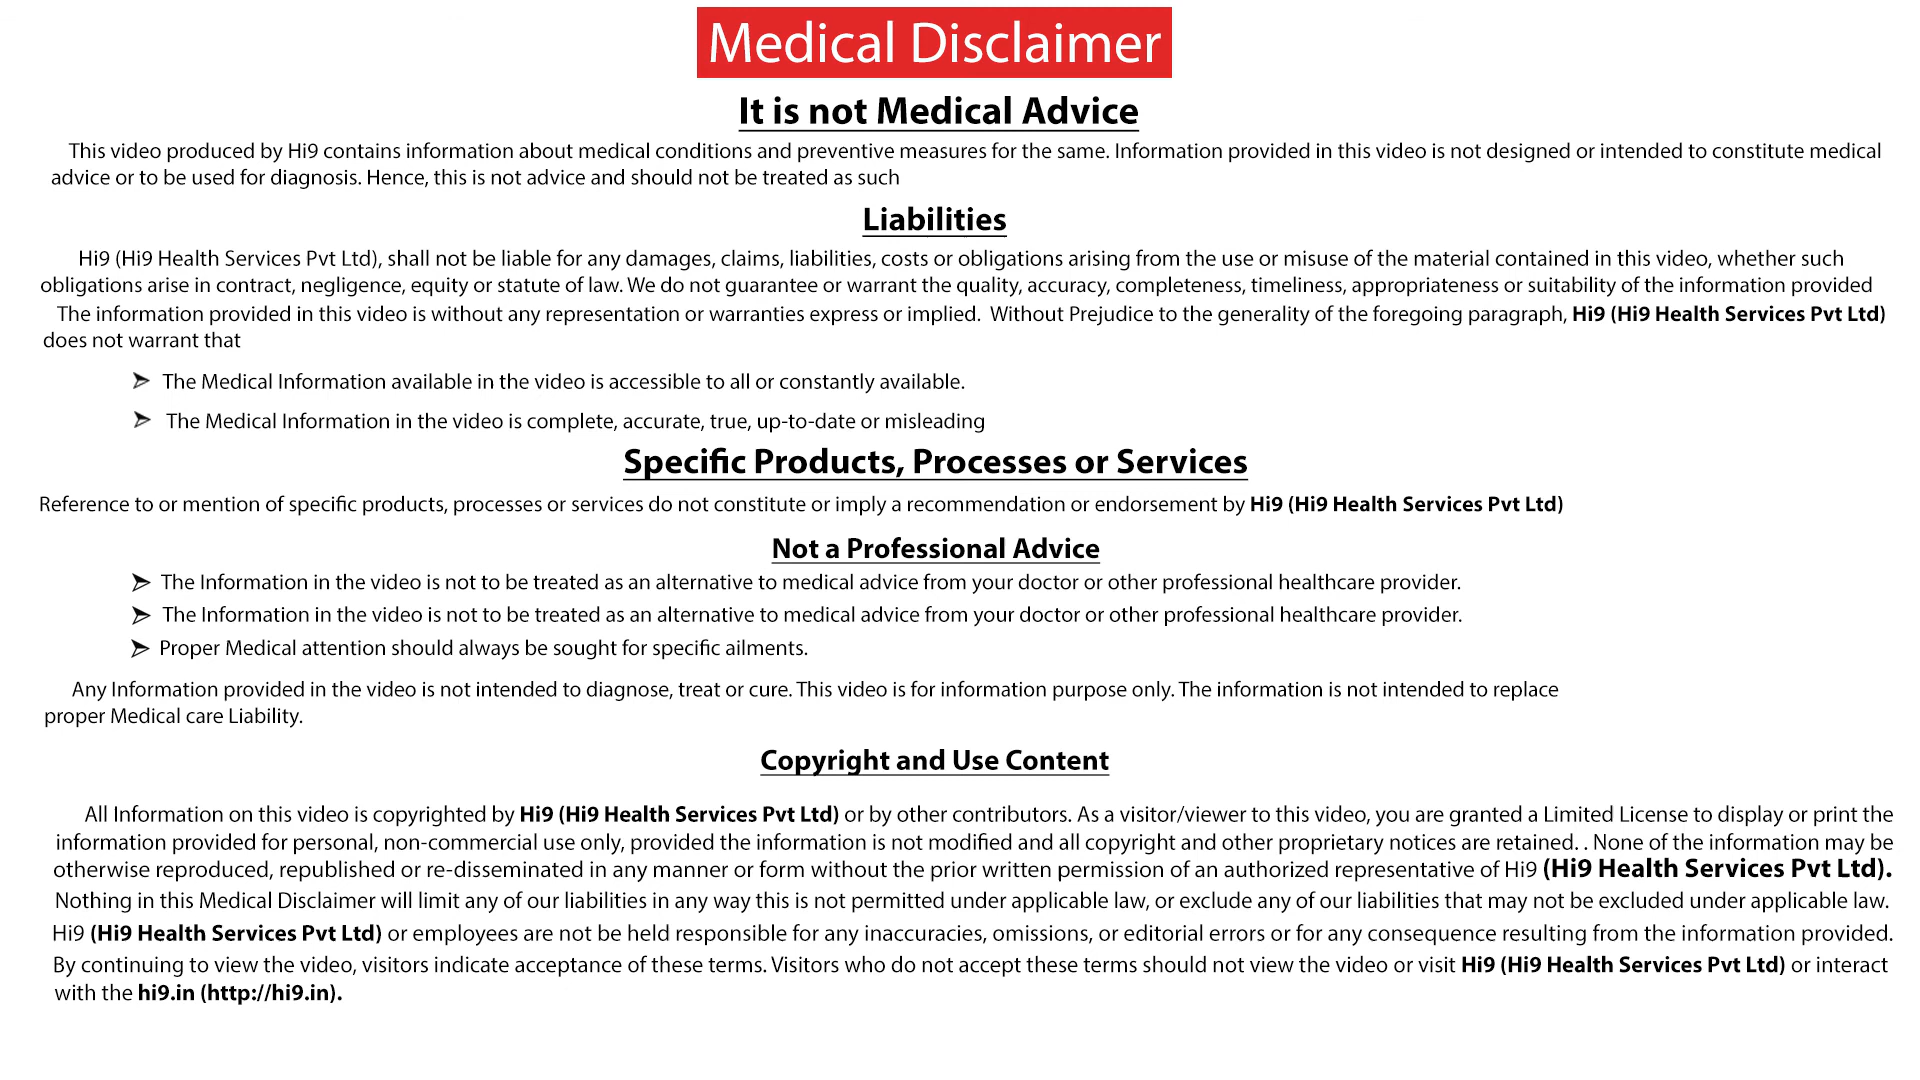 Medical Disclaimer
It is not Medical Advice
This video produced by Hi9 contains information about medical conditions and preventive measures for the same. Information provided in this video is not designed or intended to constitute medical
advice or to be used for diagnosis. Hence, this is not advice and should not be treated as such
Liabilities
Hi9 (Hi9 Health Services Pvt Ltd), shall not be liable for any damages, claims, liabilities, costs or obligations arising from the use or misuse of the material contained in this video, whether such
obligations arise in contract, negligence, equity or statute of law. We do not guarantee or warrant the quality, accuracy, completeness, timeliness, appropriateness or suitability of the information provided
The information provided in this video is without any representation or warranties express or implied. Without Prejudice to the generality of the foregoing paragraph, Hi9 (Hi9 Health Services Pvt Ltd)
does not warrant that
➢ The Medical Information available in the video is accessible to all or constantly available.
➢ The Medical Information in the video is complete, accurate, true, up-to-date or misleading
Specific Products, Processes or Services
Reference to or mention of specific products, processes or services do not constitute or imply a recommendation or endorsement by Hi9 (Hi9 Health Services Pvt Ltd)
Not a Professional Advice
➢ The Information in the video is not to be treated as an alternative to medical advice from your doctor or other professional healthcare provider.
➢ The Information in the video is not to be treated as an alternative to medical advice from your doctor or other professional healthcare provider.
➢ Proper Medical attention should always be sought for specific ailments.
Any Information provided in the video is not intended to diagnose, treat or cure. This video is for information purpose only. The information is not intended to replace
proper Medical care Liability.
Copyright and Use Content
All Information on this video is copyrighted by Hi9 (Hi9 Health Services Pvt Ltd) or by other contributors. As a visitor/viewer to this video, you are granted a Limited License to display or print the
information provided for personal, non-commercial use only, provided the information is not modified and all copyright and other proprietary notices are retained. . None of the information may be
otherwise reproduced, republished or re-disseminated in any manner or form without the prior written permission of an authorized representative of Hi9 (Hi9 Health Services Pvt Ltd).
Nothing in this Medical Disclaimer will limit any of our liabilities in any way this is not permitted under applicable law, or exclude any of our liabilities that may not be excluded under applicable law.
Hi9 (Hi9 Health Services Pvt Ltd) or employees are not be held responsible for any inaccuracies, omissions, or editorial errors or for any consequence resulting from the information provided.
By continuing to view the video, visitors indicate acceptance of these terms. Visitors who do not accept these terms should not view the video or visit Hi9 (Hi9 Health Services Pvt Ltd) or interact
with the hi9.in (http://hi9.in).